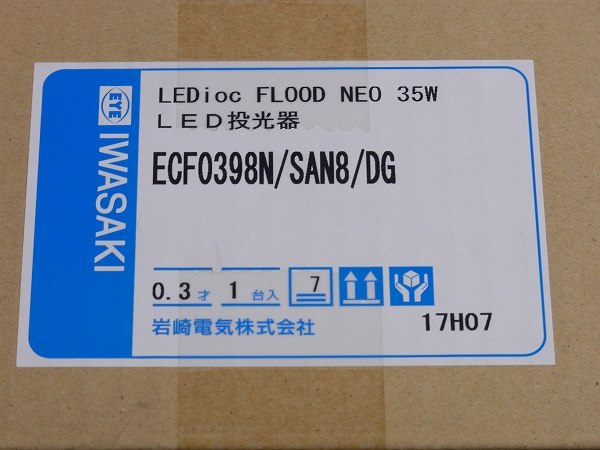 EYE
IWASAKI
LEDioc FLOOD NEO 35W
LED投光器
ECF0398N/SAN8/DG
0.3才 1台入 7
岩崎電気株式会社
17H07